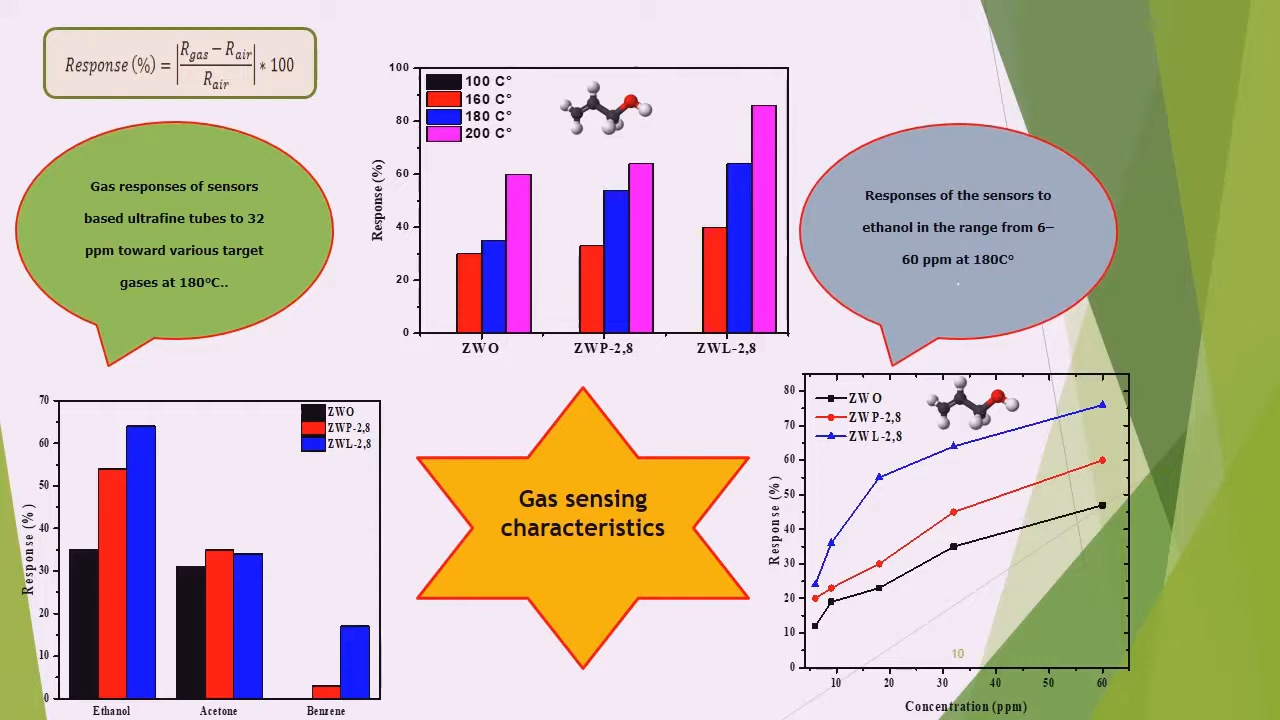 Response (%) = |R_gas − R_air / R_air| * 100
Gas responses of sensors
based ultrafine tubes to 32
ppm toward various target
gases at 180°C..
100
80
60
40
20
0
Response (%)
100 C°
160 C°
180 C°
200 C°
ZWO
ZWP-2,8
ZWL-2,8
Responses of the sensors to
ethanol in the range from 6–
60 ppm at 180C°
.
70
60
50
40
30
20
10
0
Response (%)
ZWO
ZWP-2,8
ZWL-2,8
Ethanol
Acetone
Benzene
Gas sensing
characteristics
80
70
60
50
40
30
20
10
0
Response (%)
ZWO
ZWP-2,8
ZWL-2,8
10
10
20
30
40
50
60
Concentration (ppm)